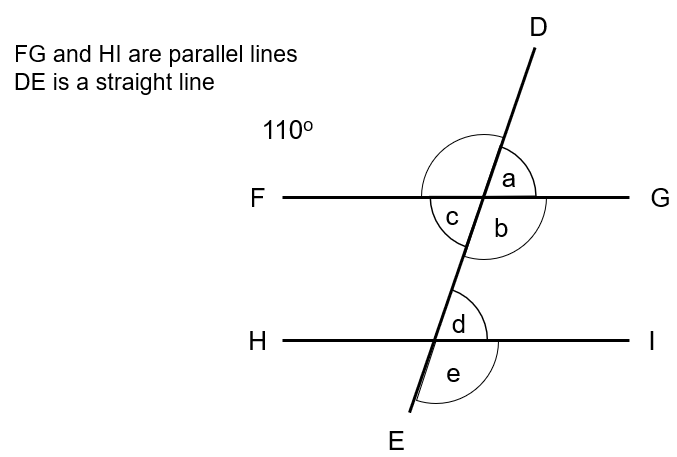 D
FG and HI are parallel lines
DE is a straight line
110º
a
F
G
c
b
d
H
I
e
E